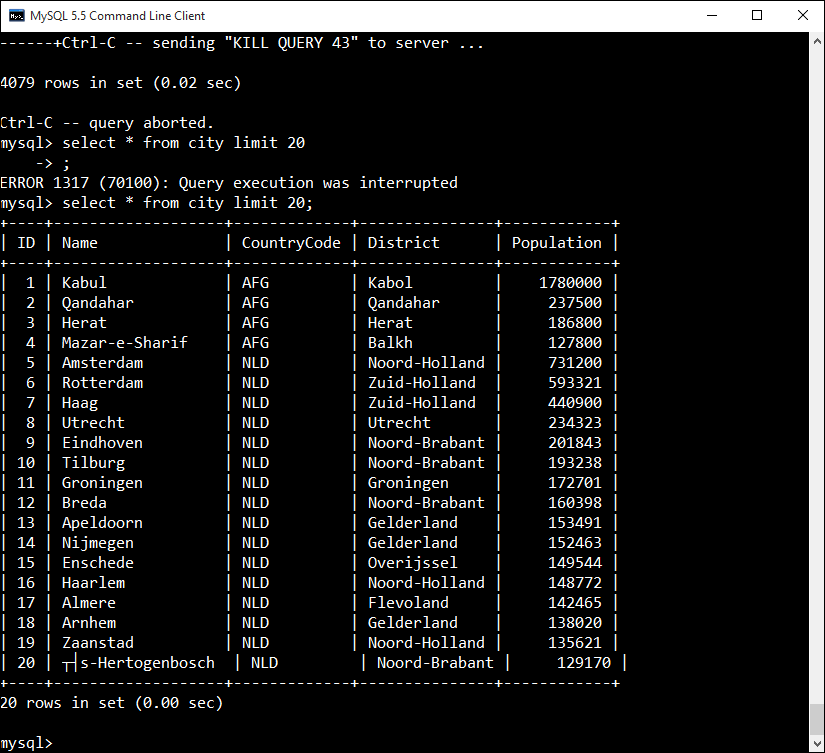 MySQL 5.5 Command Line Client
------+Ctrl-C -- sending "KILL QUERY 43" to server ...
4079 rows in set (0.02 sec)
Ctrl-C -- query aborted.
mysql> select * from city limit 20
    -> ;
ERROR 1317 (70100): Query execution was interrupted
mysql> select * from city limit 20;
+----+-------------------+-------------+---------------+------------+
| ID | Name              | CountryCode | District      | Population |
+----+-------------------+-------------+---------------+------------+
|  1 | Kabul             | AFG         | Kabol         |    1780000 |
|  2 | Qandahar          | AFG         | Qandahar      |     237500 |
|  3 | Herat             | AFG         | Herat         |     186800 |
|  4 | Mazar-e-Sharif    | AFG         | Balkh         |     127800 |
|  5 | Amsterdam         | NLD         | Noord-Holland |     731200 |
|  6 | Rotterdam         | NLD         | Zuid-Holland  |     593321 |
|  7 | Haag              | NLD         | Zuid-Holland  |     440900 |
|  8 | Utrecht           | NLD         | Utrecht       |     234323 |
|  9 | Eindhoven         | NLD         | Noord-Brabant |     201843 |
| 10 | Tilburg           | NLD         | Noord-Brabant |     193238 |
| 11 | Groningen         | NLD         | Groningen     |     172701 |
| 12 | Breda             | NLD         | Noord-Brabant |     160398 |
| 13 | Apeldoorn         | NLD         | Gelderland    |     153491 |
| 14 | Nijmegen          | NLD         | Gelderland    |     152463 |
| 15 | Enschede          | NLD         | Overijssel    |     149544 |
| 16 | Haarlem           | NLD         | Noord-Holland |     148772 |
| 17 | Almere            | NLD         | Flevoland     |     142465 |
| 18 | Arnhem            | NLD         | Gelderland    |     138020 |
| 19 | Zaanstad          | NLD         | Noord-Holland |     135621 |
| 20 | ┬┤s-Hertogenbosch  | NLD         | Noord-Brabant |     129170 |
+----+-------------------+-------------+---------------+------------+
20 rows in set (0.00 sec)
mysql>